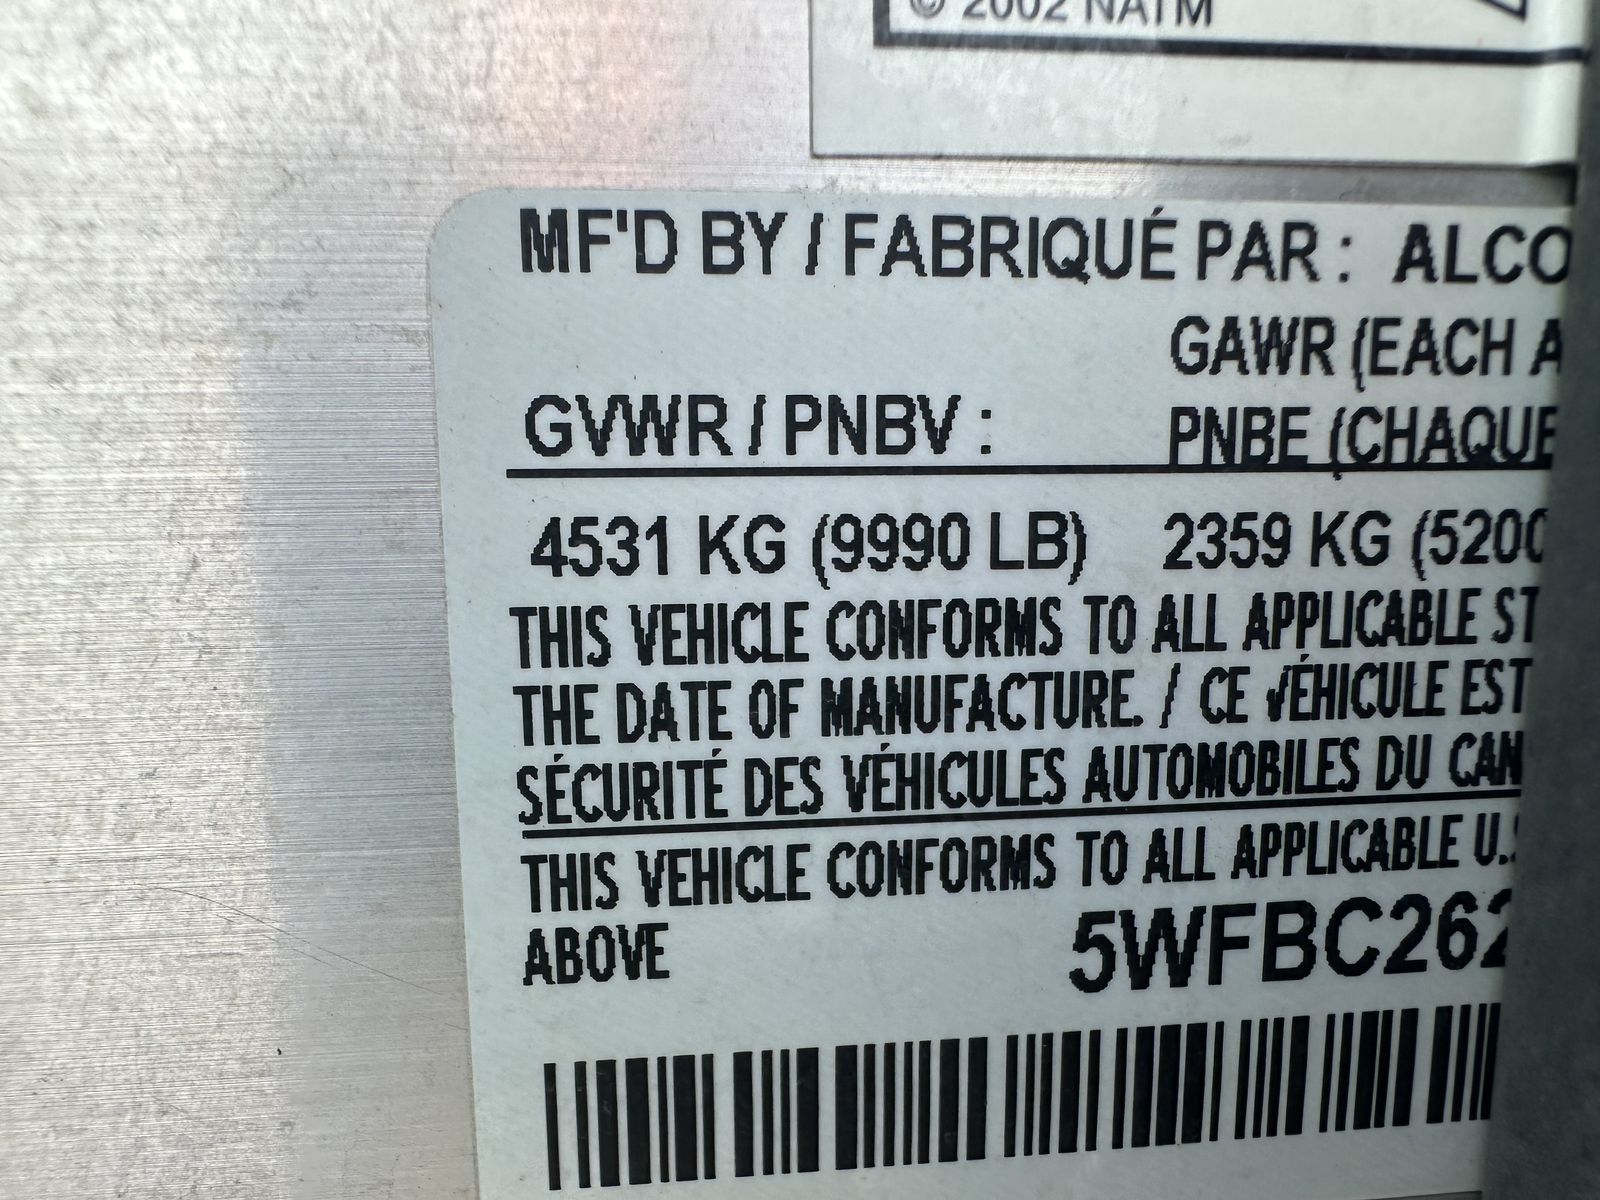 © 2002 NATM
MF'D BY / FABRIQUÉ PAR : ALCO
GAWR (EACH A
GVWR / PNBV : PNBE (CHAQUE
4531 KG (9990 LB) 2359 KG (5200
THIS VEHICLE CONFORMS TO ALL APPLICABLE ST
THE DATE OF MANUFACTURE. / CE VÉHICULE EST
SÉCURITÉ DES VÉHICULES AUTOMOBILES DU CAN
THIS VEHICLE CONFORMS TO ALL APPLICABLE U.S
ABOVE 5WFBC262